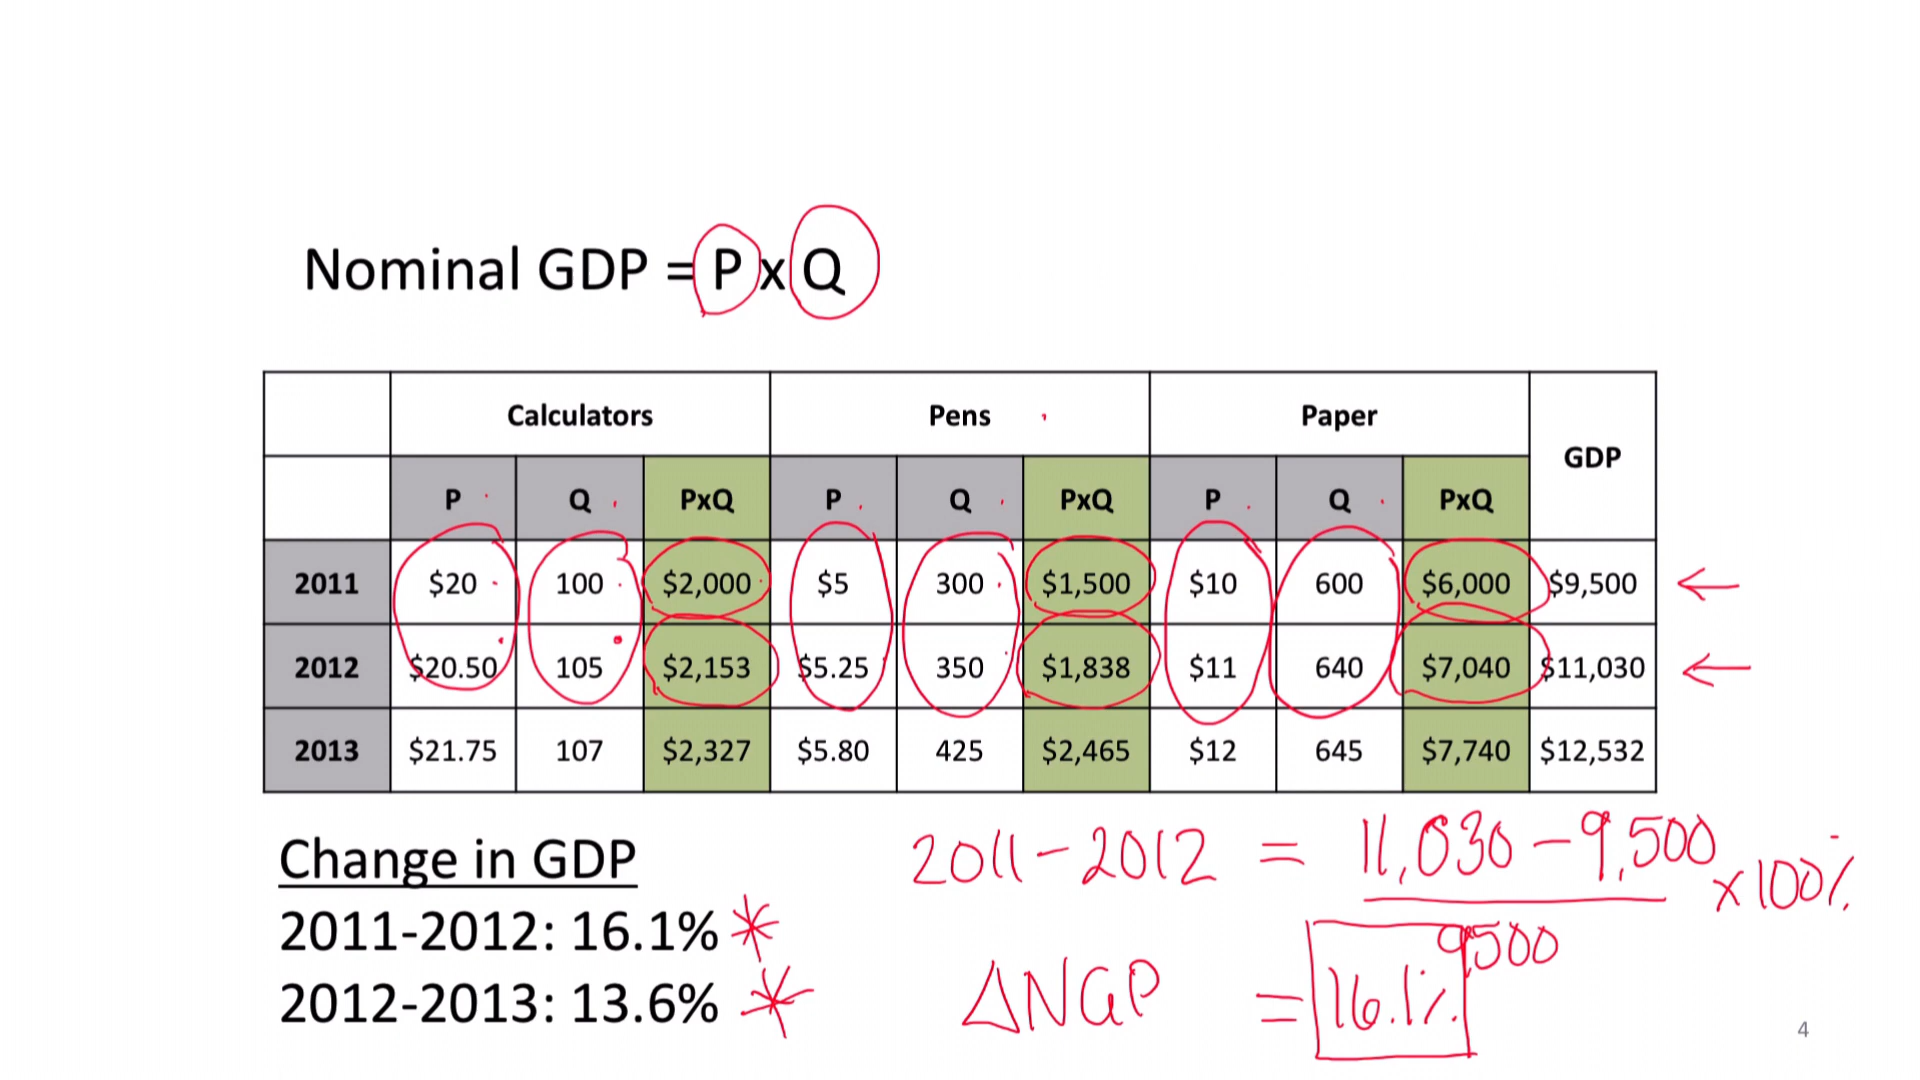 Nominal GDP = P x Q
Calculators Pens Paper GDP
P Q PxQ P Q PxQ P Q PxQ
2011 $20 100 $2,000 $5 300 $1,500 $10 600 $6,000 $9,500
2012 $20.50 105 $2,153 $5.25 350 $1,838 $11 640 $7,040 $11,030
2013 $21.75 107 $2,327 $5.80 425 $2,465 $12 645 $7,740 $12,532
Change in GDP
2011-2012: 16.1% *
2012-2013: 13.6% *
2011-2012 = 11,030 - 9,500 x 100%
9,500
ΔNGP = 16.1%
4